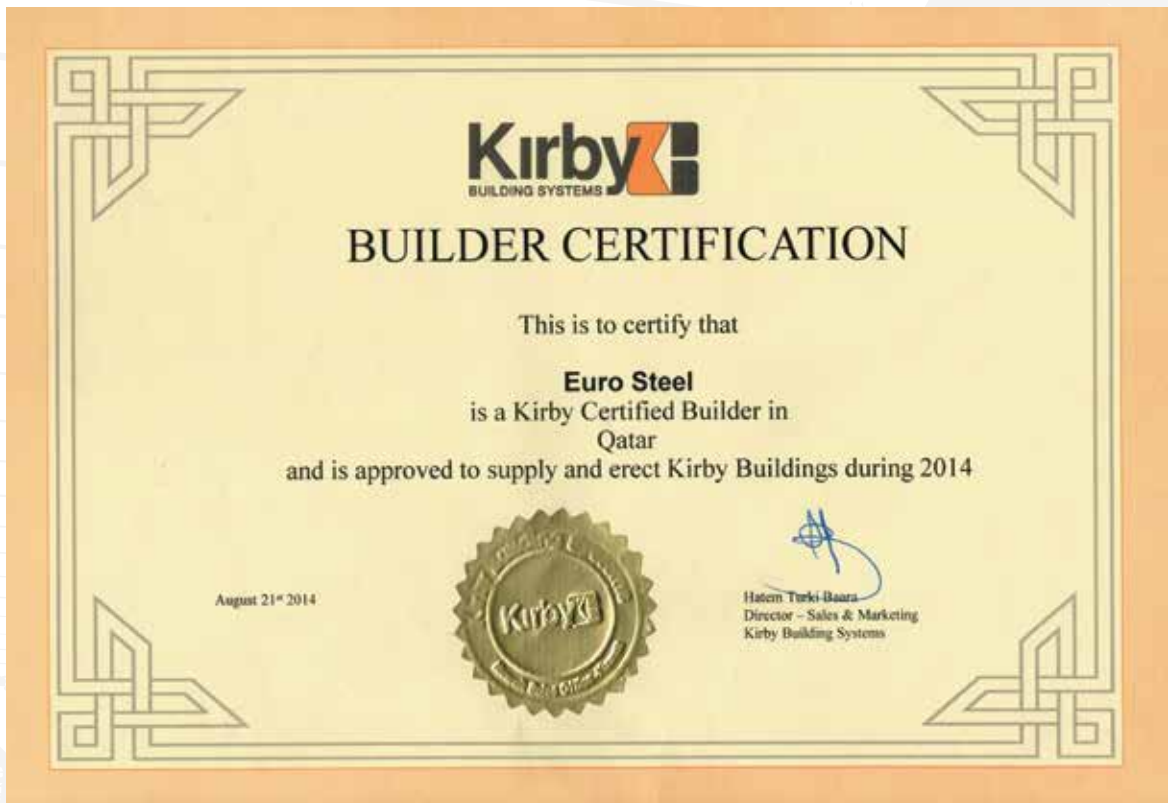 Kirby
BUILDING SYSTEMS
BUILDER CERTIFICATION
This is to certify that
Euro Steel
is a Kirby Certified Builder in
Qatar
and is approved to supply and erect Kirby Buildings during 2014
August 21st 2014
Kirby
Hatem Turki Baara
Director – Sales & Marketing
Kirby Building Systems